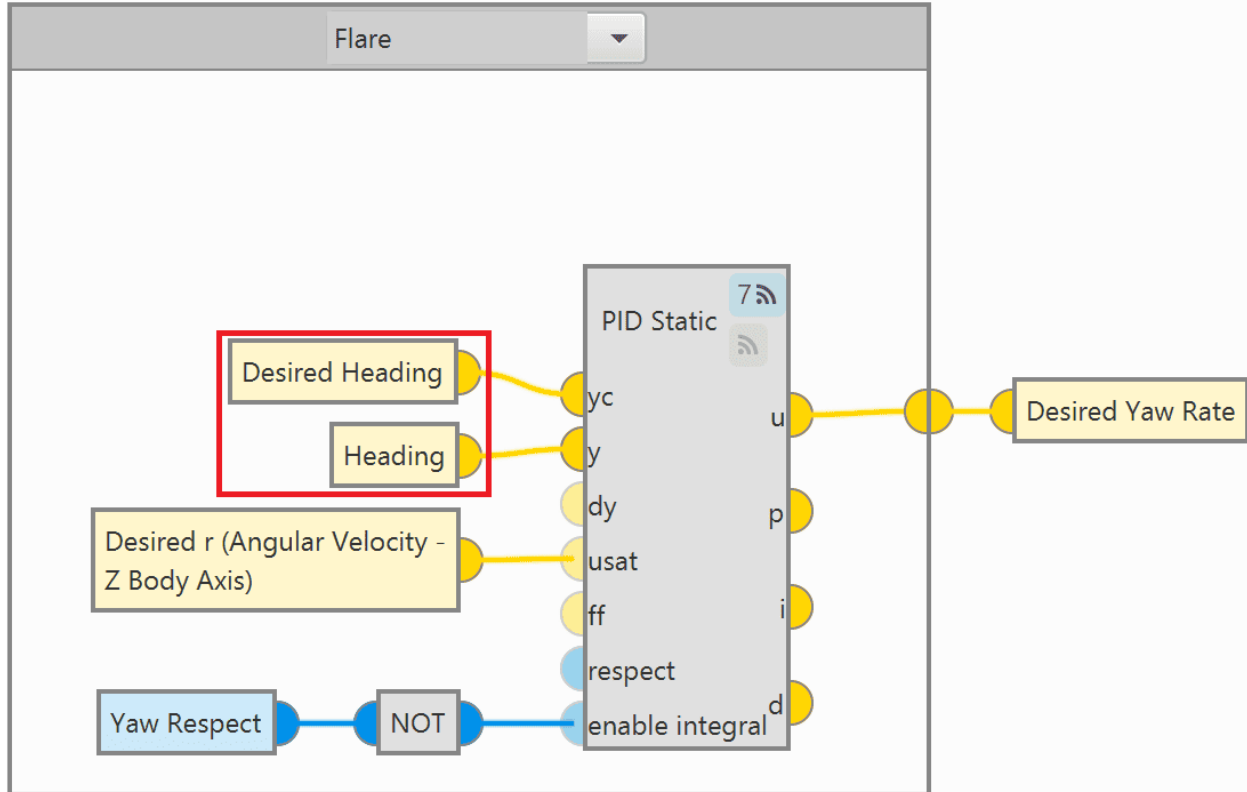 Flare
7
PID Static
Desired Heading
yc
u
Desired Yaw Rate
Heading
y
dy
p
Desired r (Angular Velocity -
Z Body Axis)
usat
ff
i
respect
Yaw Respect
NOT
enable integral
d